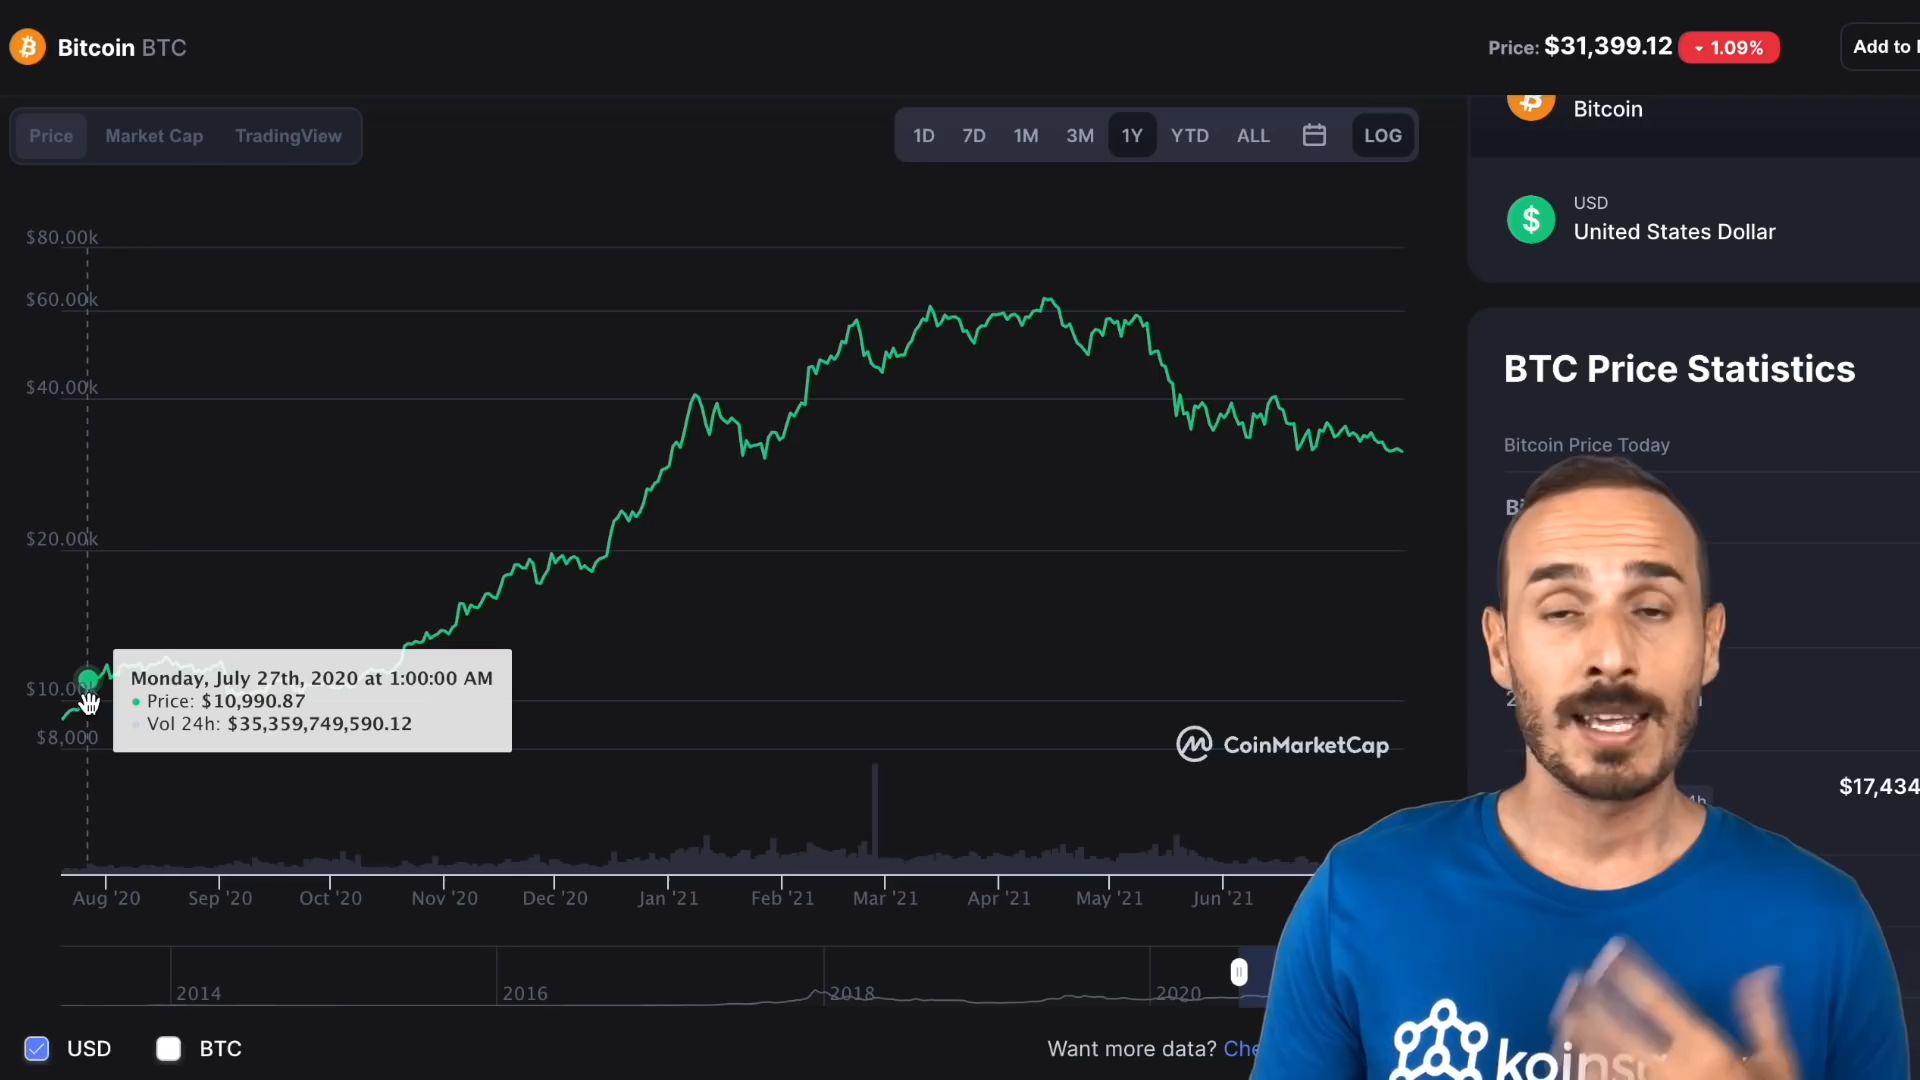 Bitcoin BTC
Price: $31,399.12 1.09%
Add to
Price Market Cap TradingView
1D 7D 1M 3M 1Y YTD ALL LOG
Bitcoin
USD
United States Dollar
$80.00k
$60.00k
$40.00k
$20.00k
$10.00k
$8,000
Monday, July 27th, 2020 at 1:00:00 AM
Price: $10,990.87
Vol 24h: $35,359,749,590.12
CoinMarketCap
BTC Price Statistics
Bitcoin Price Today
$17,434
Aug '20 Sep '20 Oct '20 Nov '20 Dec '20 Jan '21 Feb '21 Mar '21 Apr '21 May '21 Jun '21
2014 2016 2018 2020
USD BTC
Want more data?